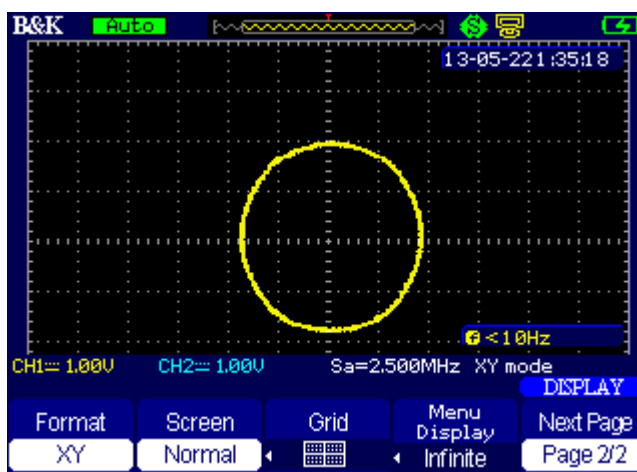 B&K Auto
13-05-22 1:35:18
f <10Hz
CH1 1.00V CH2 1.00V Sa=2.500MHz XY mode
DISPLAY
Format Screen Grid Menu Display Next Page
XY Normal Infinite Page 2/2